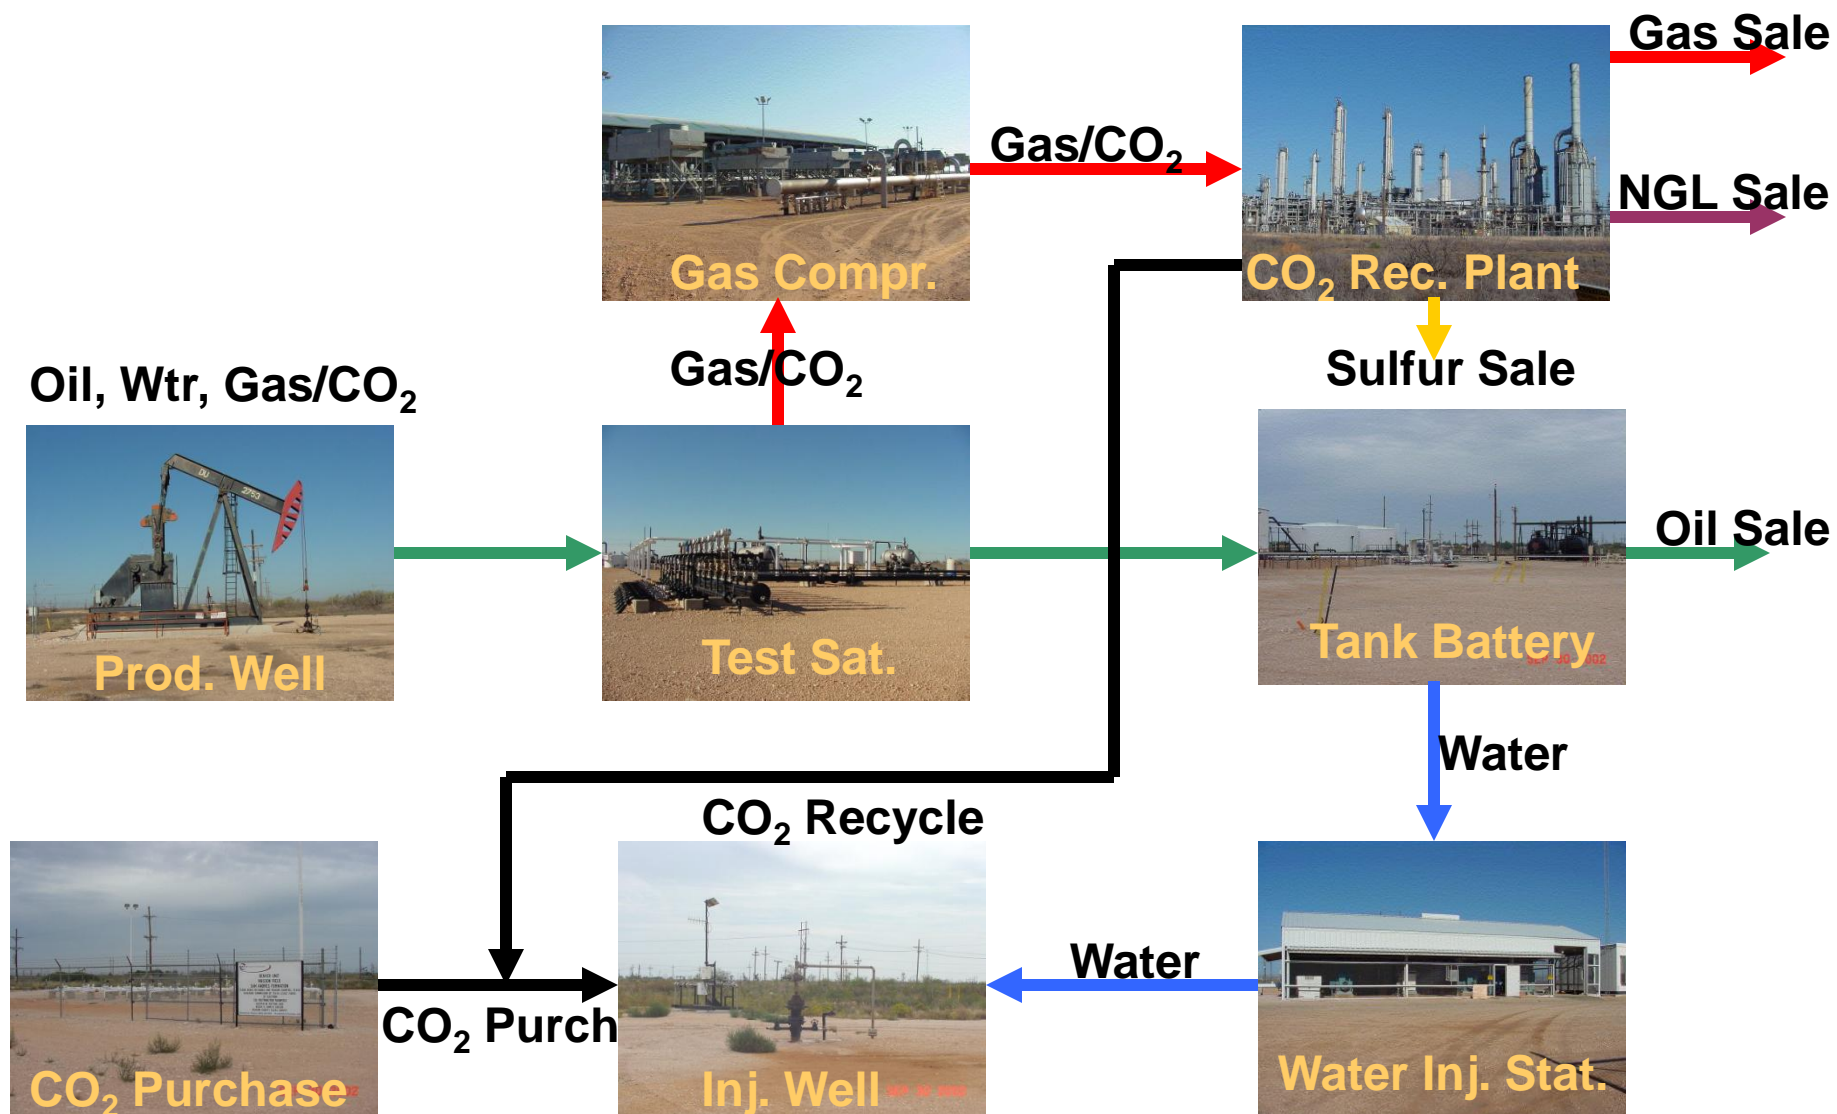 Gas Sale
Gas/CO₂
NGL Sale
Gas Compr.
CO₂ Rec. Plant
Gas/CO₂
Sulfur Sale
Oil, Wtr, Gas/CO₂
DU 2753
Oil Sale
Prod. Well
Test Sat.
Tank Battery
Water
CO₂ Recycle
Water
CO₂ Purch
CO₂ Purchase
Inj. Well
Water Inj. Stat.